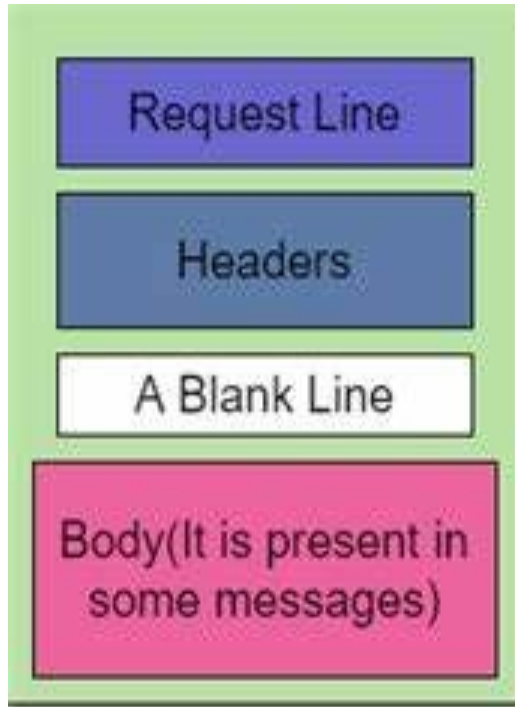 Request Line
Headers
A Blank Line
Body(It is present in
some messages)